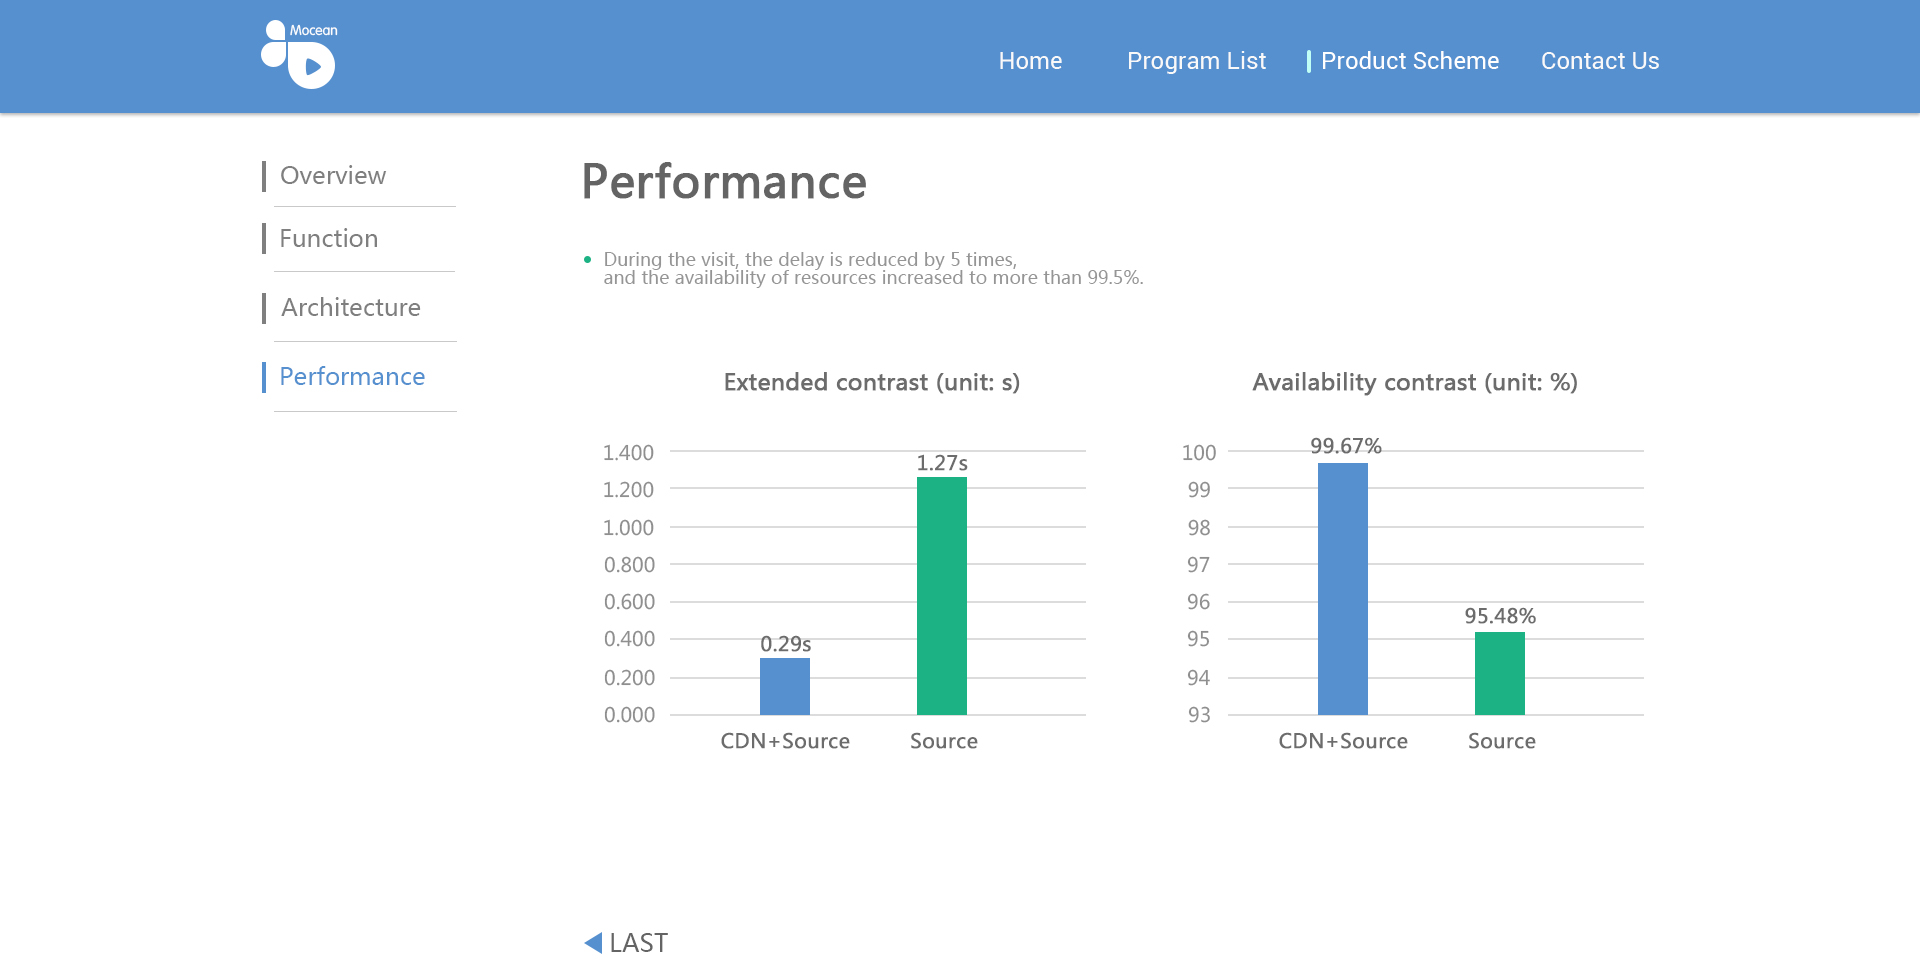 Mocean
Home
Program List
Product Scheme
Contact Us
Overview
Function
Architecture
Performance
Performance
During the visit, the delay is reduced by 5 times,
and the availability of resources increased to more than 99.5%.
Extended contrast (unit: s)
1.400
1.200
1.000
0.800
0.600
0.400
0.200
0.000
0.29s
1.27s
CDN+Source
Source
Availability contrast (unit: %)
100
99
98
97
96
95
94
93
99.67%
95.48%
CDN+Source
Source
LAST